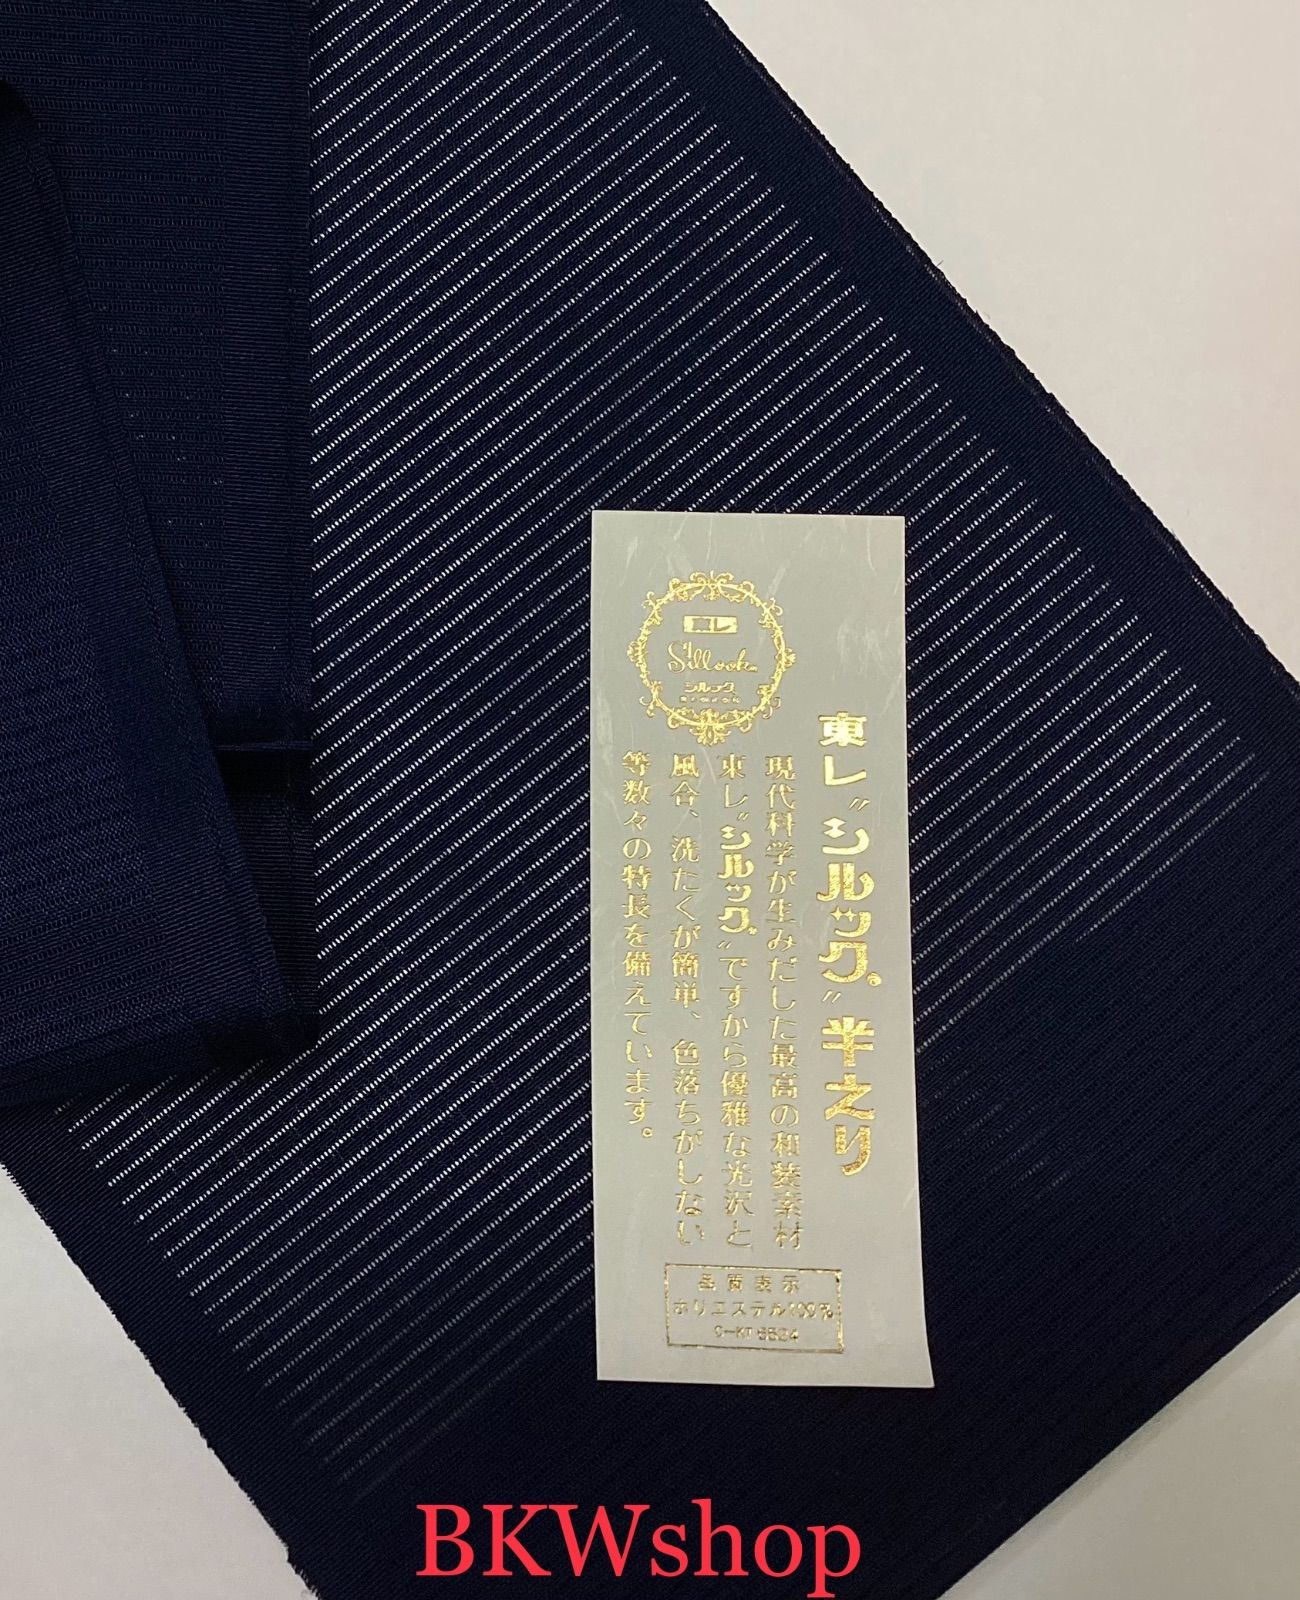 東レ
Sillook
シルック
東レ〝シルック®〟半えり
現代科学が生みだした最高の和装素材
東レ〝シルック®〟ですから優雅な光沢と
風合、洗たくが簡単、色落ちがしない
等数々の特長を備えています。
品質表示
ポリエステル100%
BKWshop